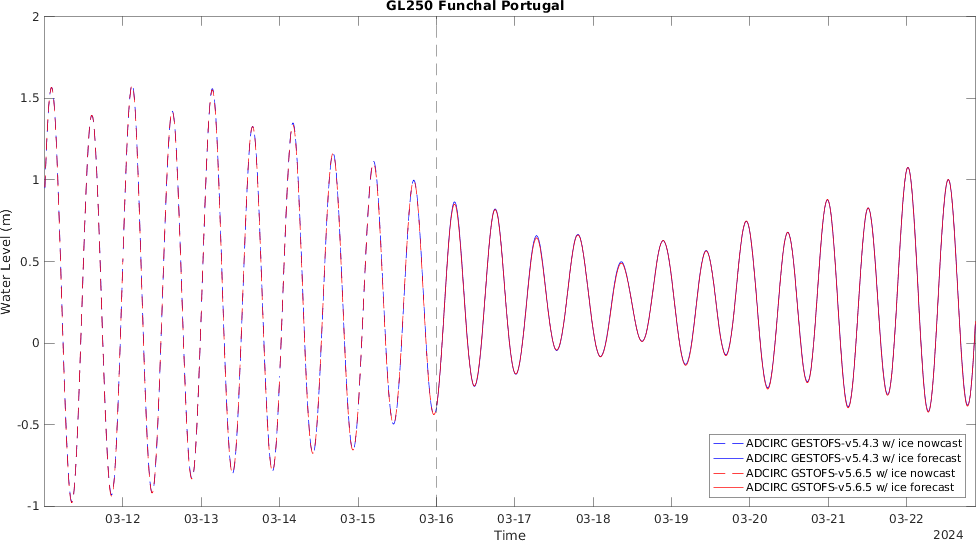 GL250 Funchal Portugal
2
1.5
1
0.5
0
-0.5
-1
Water Level (m)
03-12 03-13 03-14 03-15 03-16 03-17 03-18 03-19 03-20 03-21 03-22
Time
2024
ADCIRC GESTOFS-v5.4.3 w/ ice nowcast
ADCIRC GESTOFS-v5.4.3 w/ ice forecast
ADCIRC GSTOFS-v5.6.5 w/ ice nowcast
ADCIRC GSTOFS-v5.6.5 w/ ice forecast